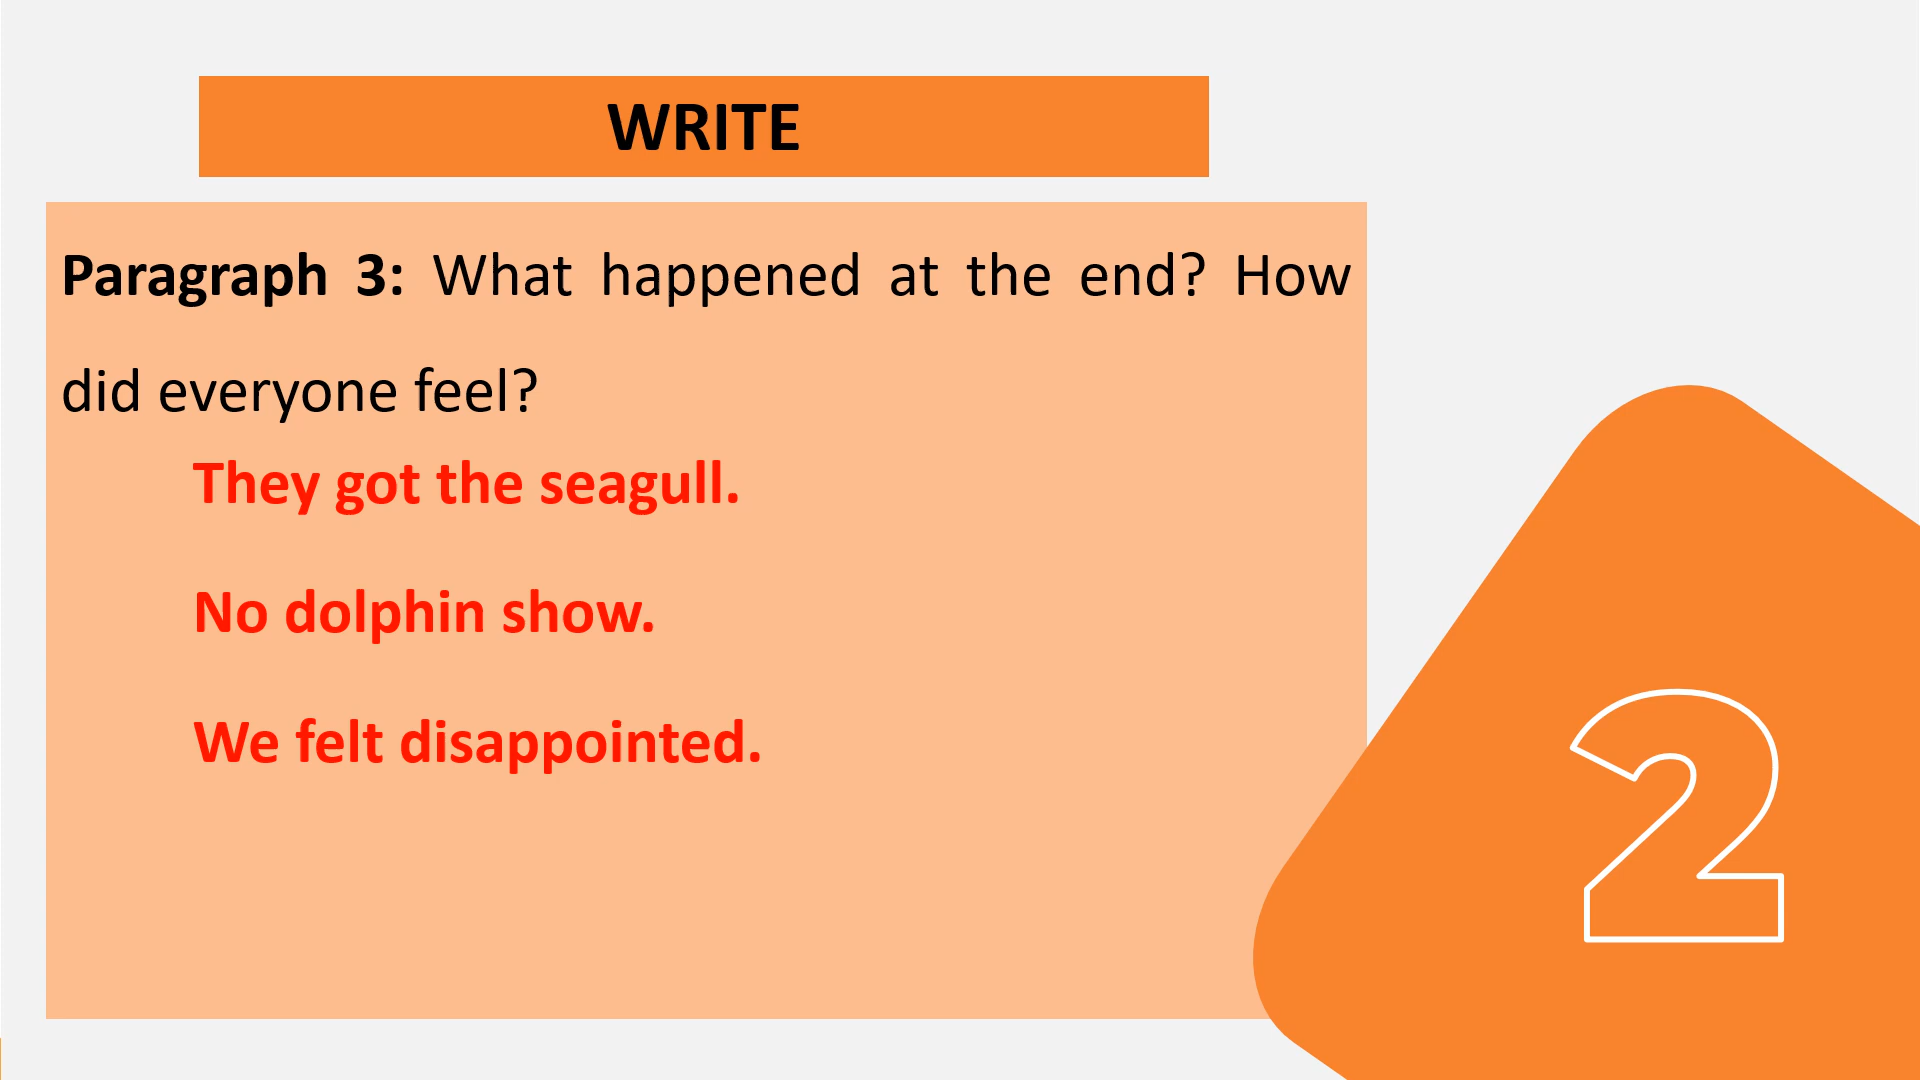 WRITE
Paragraph 3: What happened at the end? How
did everyone feel?
They got the seagull.
No dolphin show.
We felt disappointed.
2